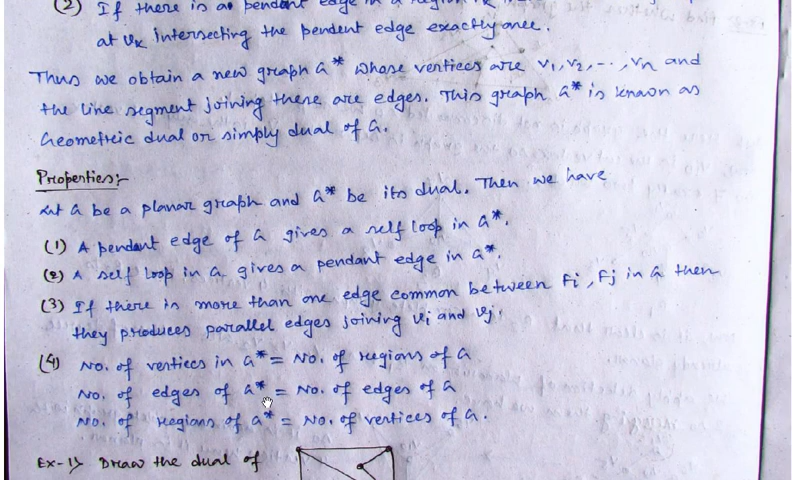 (2) If there is a pendent edge in a region
at vk intersecting the pendent edge exactly once.
Thus we obtain a new graph G* whose vertices are v1, v2, ..., vn and
the line segment joining these are edges. This graph G* is known as
Geometric dual or simply dual of G.
Properties:-
Let G be a planar graph and G* be its dual. Then we have
(1) A pendant edge of G gives a self loop in G*.
(2) A self loop in G gives a pendant edge in G*.
(3) If there is more than one edge common between Fi, Fj in G then
they produces parallel edges joining vi and vj.
(4) No. of vertices in G* = No. of regions of G
No. of edges of G* = No. of edges of G
No. of regions of G* = No. of vertices of G.
Ex-1) Draw the dual of